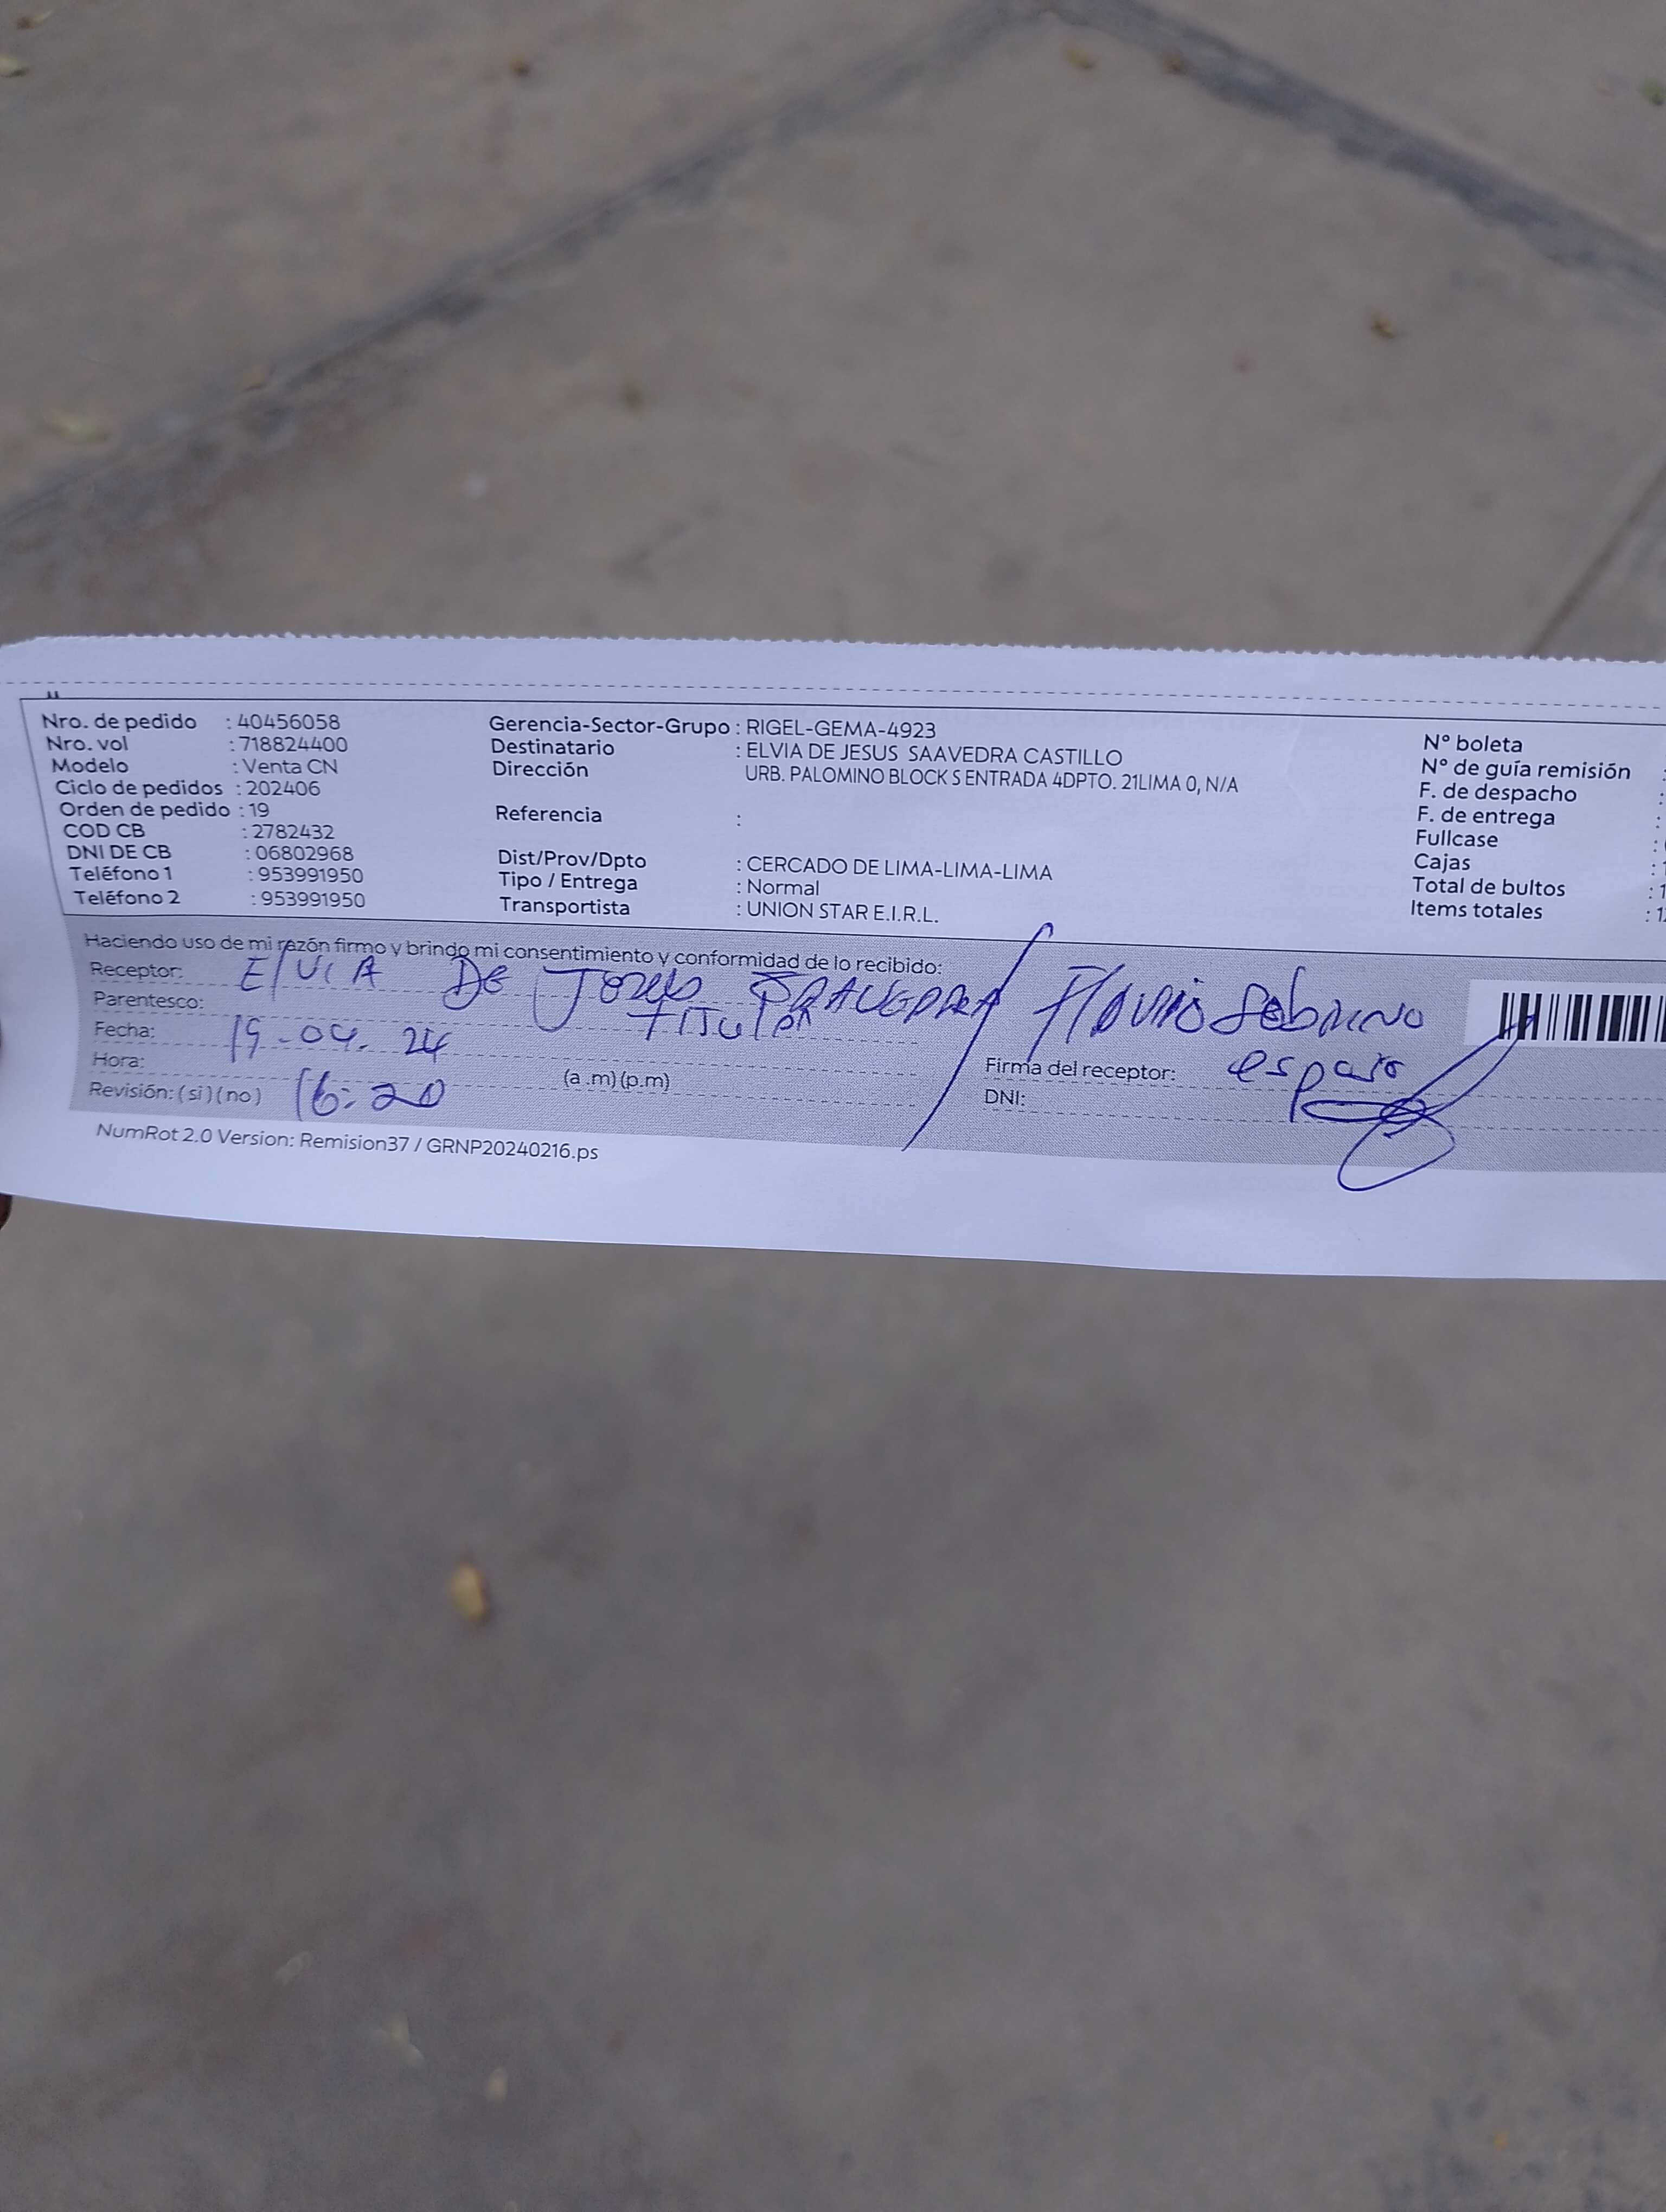 Nro. de pedido : 40456058
Nro. vol : 718824400
Modelo : Venta CN
Ciclo de pedidos : 202406
Orden de pedido : 19
COD CB : 2782432
DNI DE CB : 06802968
Teléfono 1 : 953991950
Teléfono 2 : 953991950
Gerencia-Sector-Grupo : RIGEL-GEMA-4923
Destinatario : ELVIA DE JESUS SAAVEDRA CASTILLO
Dirección URB. PALOMINO BLOCK S ENTRADA 4DPTO. 21LIMA 0, N/A
Referencia :
Dist/Prov/Dpto : CERCADO DE LIMA-LIMA-LIMA
Tipo / Entrega : Normal
Transportista : UNION STAR E.I.R.L.
N° boleta
N° de guía remisión :
F. de despacho :
F. de entrega :
Fullcase :
Cajas : 1
Total de bultos : 1
Items totales : 1
Haciendo uso de mi razón firmo y brindo mi consentimiento y conformidad de lo recibido:
Receptor: ElviA De Jesus SAAVEDRA
Parentesco: Titular
Fecha: 19-04-24
Hora: 16:20 (a .m) (p.m)
Revisión: ( si ) ( no )
Firma del receptor: esposo
DNI:
NumRot 2.0 Version: Remision37 / GRNP20240216.ps